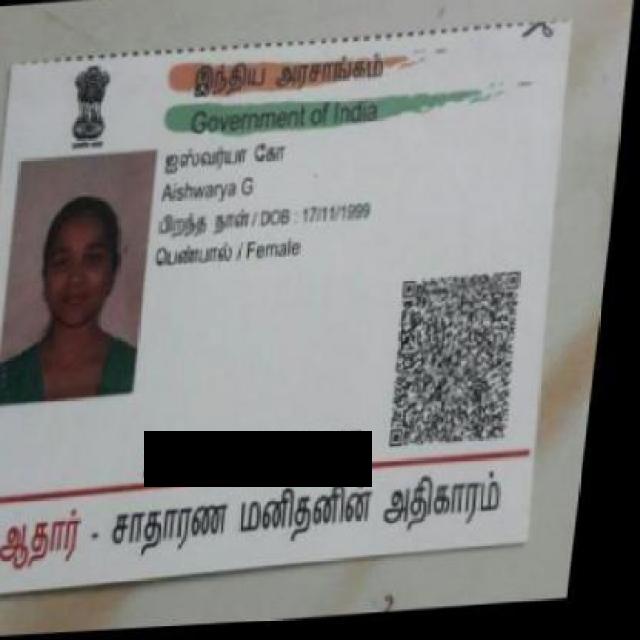 இந்திய அரசாங்கம்
Government of India
ஐஸ்வர்யா கோ
Aishwarya G
பிறந்த நாள் / DOB : 17/11/1999
பெண்பால் / Female
ஆதார் - சாதாரண மனிதனின் அதிகாரம்